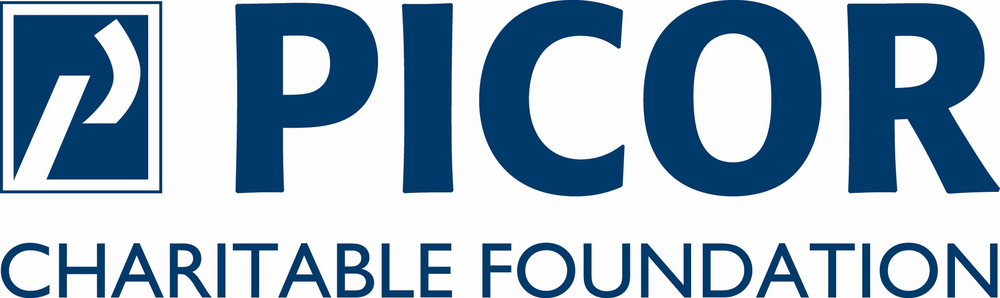 PICOR
CHARITABLE FOUNDATION